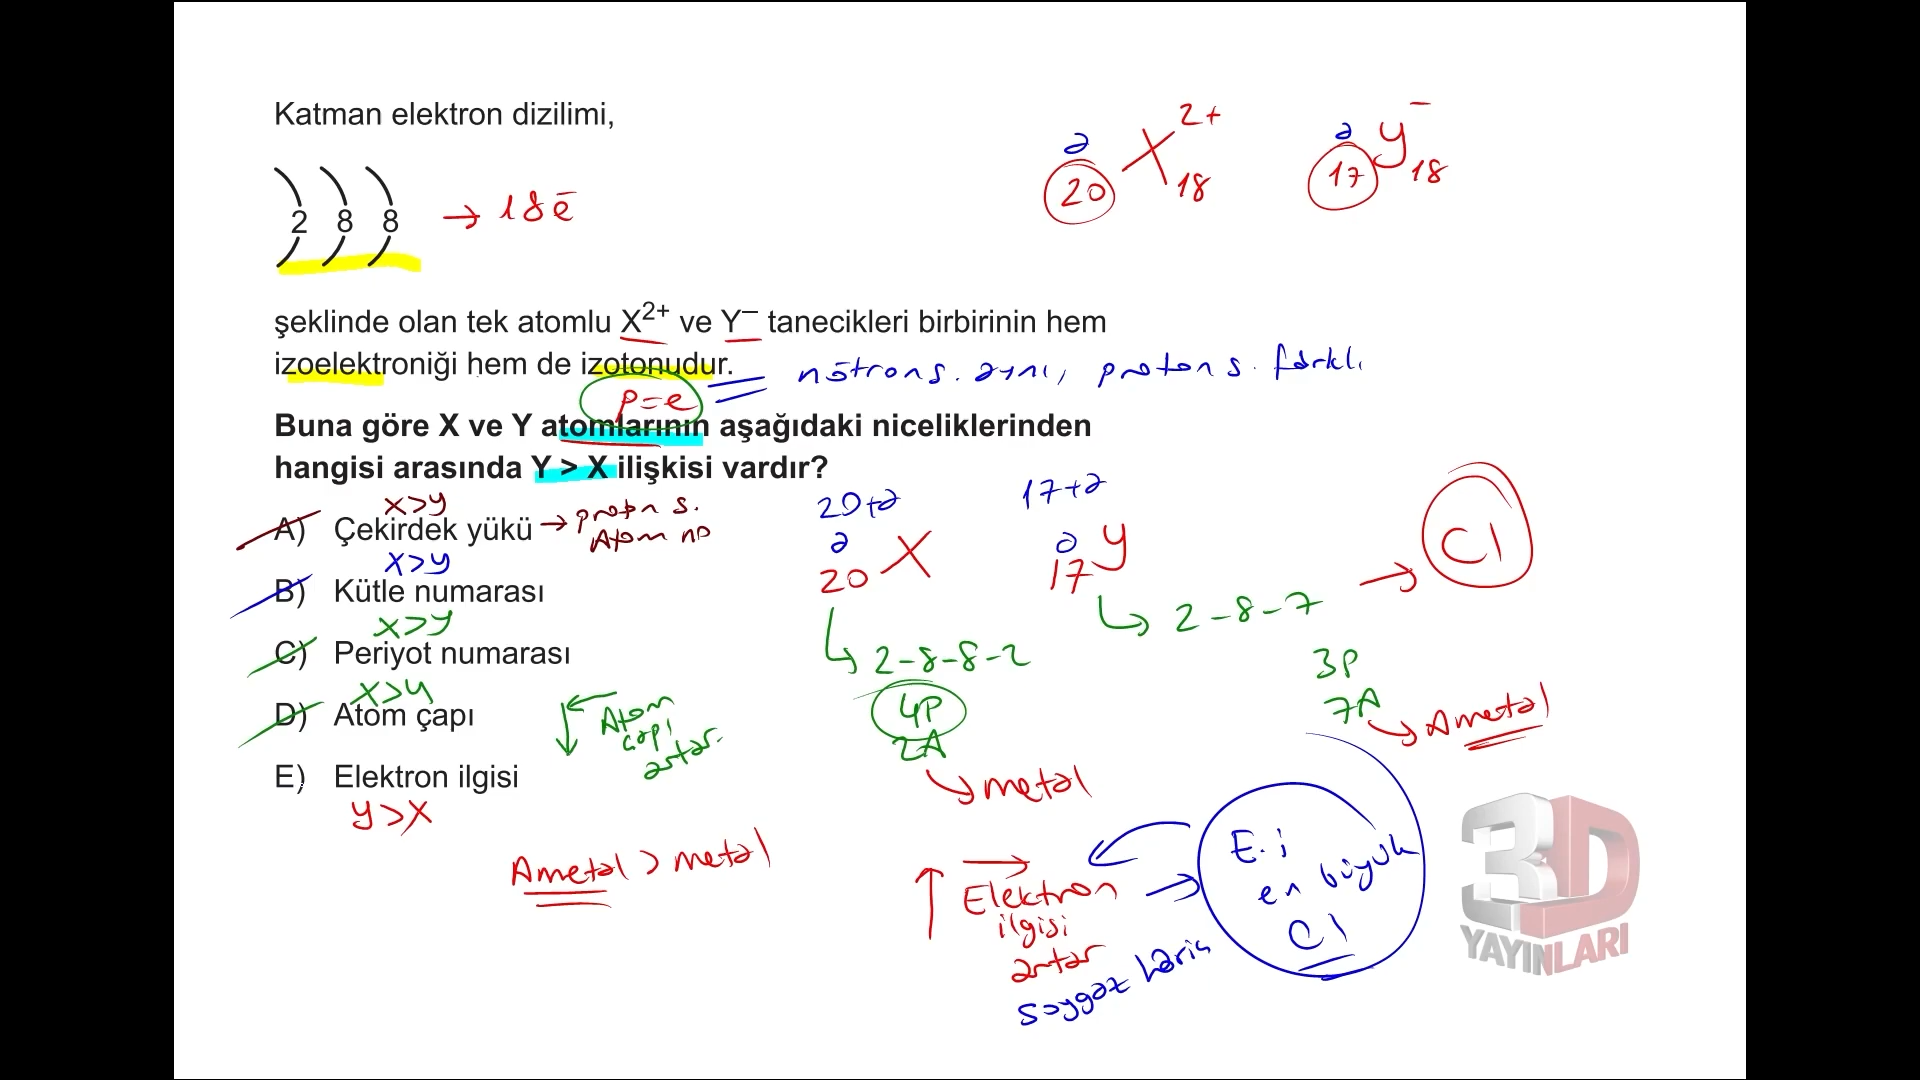 Katman elektron dizilimi,
2 8 8 → 18ē
a 20 X 2+ 18
a 17 Y – 18
şeklinde olan tek atomlu X2+ ve Y– tanecikleri birbirinin hem
izoelektroniği hem de izotonudur.
nötron s. aynı, proton s. farklı
p=e
Buna göre X ve Y atomlarının aşağıdaki niceliklerinden
hangisi arasında Y > X ilişkisi vardır?
X>Y
A) Çekirdek yükü → proton s.
Atom no
X>Y
B) Kütle numarası
X>Y
C) Periyot numarası
X>Y
D) Atom çapı
E) Elektron ilgisi
Y>X
20+a
a
20 X
2-8-8-2
4P
2A
metal
17+a
a
17 Y
2-8-7 → Cl
3P
7A
Ametal
Atom
çapı
artar.
Ametal > metal
Elektron
ilgisi
artar
soygaz hariç
E.i
en büyük
Cl
3D
YAYINLARI